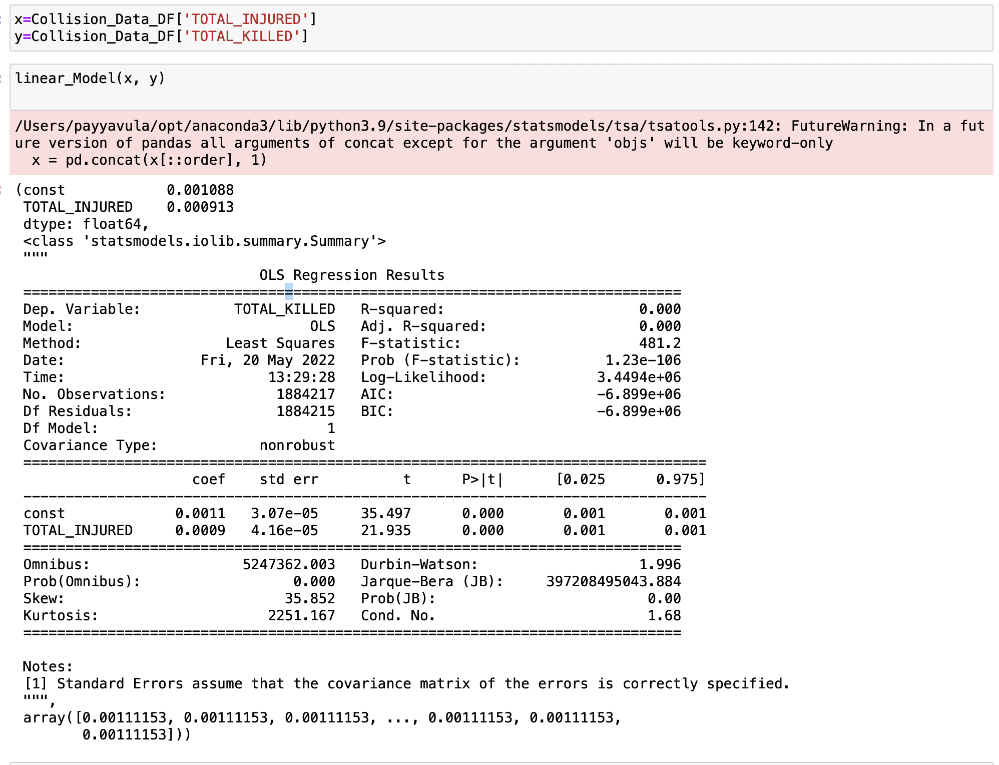 x=Collision_Data_DF['TOTAL_INJURED']
y=Collision_Data_DF['TOTAL_KILLED']
linear_Model(x, y)
/Users/payyavula/opt/anaconda3/lib/python3.9/site-packages/statsmodels/tsa/tsatools.py:142: FutureWarning: In a fut
ure version of pandas all arguments of concat except for the argument 'objs' will be keyword-only
  x = pd.concat(x[::order], 1)
(const            0.001088
 TOTAL_INJURED    0.000913
 dtype: float64,
 <class 'statsmodels.iolib.summary.Summary'>
 """
                             OLS Regression Results
 ==============================================================================
 Dep. Variable:           TOTAL_KILLED   R-squared:                       0.000
 Model:                            OLS   Adj. R-squared:                  0.000
 Method:                 Least Squares   F-statistic:                     481.2
 Date:                Fri, 20 May 2022   Prob (F-statistic):          1.23e-106
 Time:                        13:29:28   Log-Likelihood:             3.4494e+06
 No. Observations:             1884217   AIC:                        -6.899e+06
 Df Residuals:                 1884215   BIC:                        -6.899e+06
 Df Model:                           1
 Covariance Type:            nonrobust
 =================================================================================
                     coef    std err          t      P>|t|      [0.025      0.975]
 ---------------------------------------------------------------------------------
 const             0.0011   3.07e-05     35.497      0.000       0.001       0.001
 TOTAL_INJURED     0.0009   4.16e-05     21.935      0.000       0.001       0.001
 ==============================================================================
 Omnibus:                  5247362.003   Durbin-Watson:                   1.996
 Prob(Omnibus):                  0.000   Jarque-Bera (JB):     397208495043.884
 Skew:                          35.852   Prob(JB):                         0.00
 Kurtosis:                    2251.167   Cond. No.                         1.68
 ==============================================================================
 Notes:
 [1] Standard Errors assume that the covariance matrix of the errors is correctly specified.
 """,
 array([0.00111153, 0.00111153, 0.00111153, ..., 0.00111153, 0.00111153,
        0.00111153]))